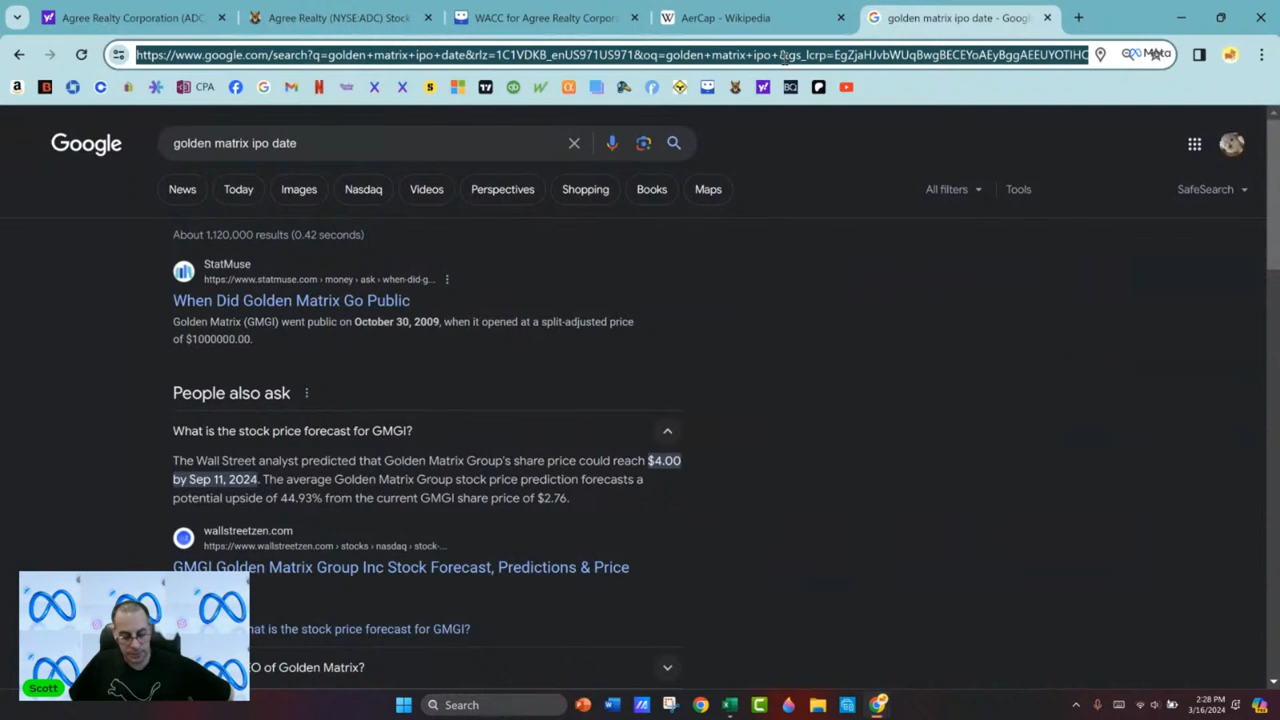 Agree Realty Corporation (ADC
Agree Realty (NYSE:ADC) Stock
WACC for Agree Realty Corpor
AerCap - Wikipedia
golden matrix ipo date - Googl
https://www.google.com/search?q=golden+matrix+ipo+date&rlz=1C1VDKB_enUS971US971&oq=golden+matrix+ipo+&gs_lcrp=EgZjaHJvbWUqBwgBECEYoAEyBggAEEUYOTIHC
CPA
Google
golden matrix ipo date
News
Today
Images
Nasdaq
Videos
Perspectives
Shopping
Books
Maps
All filters
Tools
SafeSearch
About 1,120,000 results (0.42 seconds)
StatMuse
https://www.statmuse.com › money › ask › when-did-g...
When Did Golden Matrix Go Public
Golden Matrix (GMGI) went public on October 30, 2009, when it opened at a split-adjusted price
of $1000000.00.
People also ask
What is the stock price forecast for GMGI?
The Wall Street analyst predicted that Golden Matrix Group's share price could reach $4.00
by Sep 11, 2024. The average Golden Matrix Group stock price prediction forecasts a
potential upside of 44.93% from the current GMGI share price of $2.76.
wallstreetzen.com
https://www.wallstreetzen.com › stocks › nasdaq › stock-...
GMGI Golden Matrix Group Inc Stock Forecast, Predictions & Price
hat is the stock price forecast for GMGI?
O of Golden Matrix?
Scott
Search
2:28 PM
3/16/2024